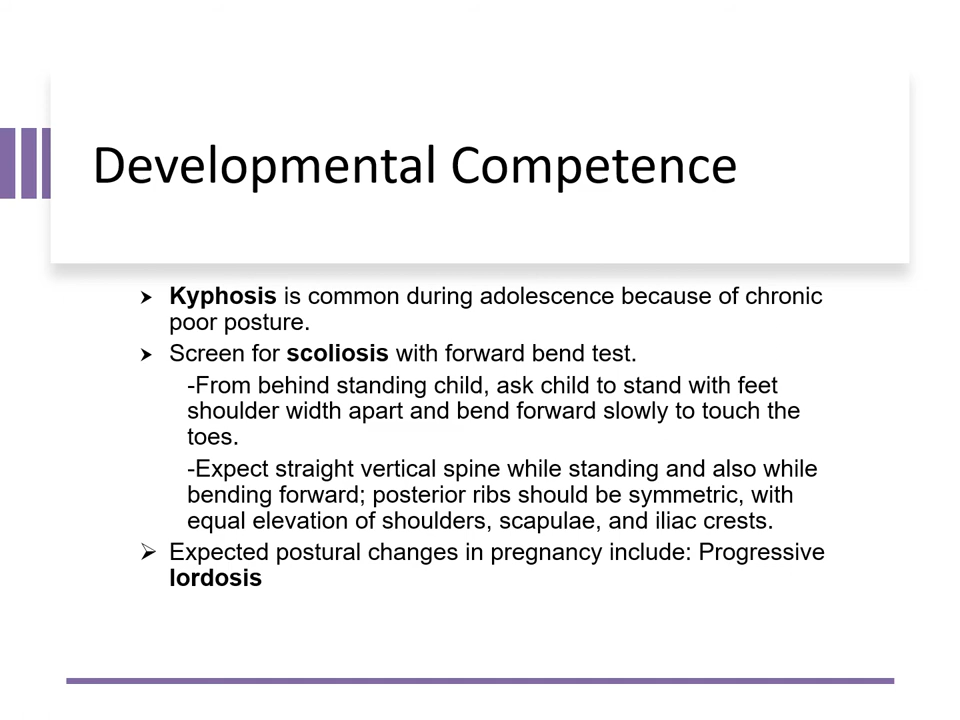 Developmental Competence
➤ Kyphosis is common during adolescence because of chronic
poor posture.
➤ Screen for scoliosis with forward bend test.
-From behind standing child, ask child to stand with feet
shoulder width apart and bend forward slowly to touch the
toes.
-Expect straight vertical spine while standing and also while
bending forward; posterior ribs should be symmetric, with
equal elevation of shoulders, scapulae, and iliac crests.
➢ Expected postural changes in pregnancy include: Progressive
lordosis